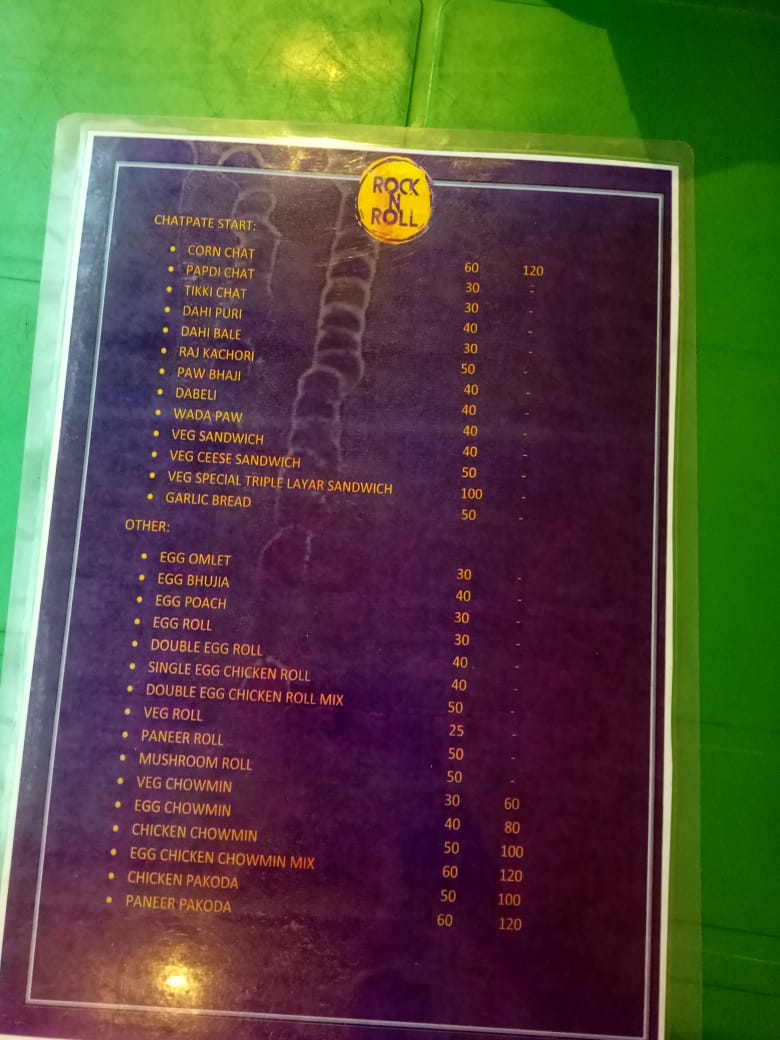 ROCK
N
ROLL
CHATPATE START:
• CORN CHAT 60 120
• PAPDI CHAT 30 -
• TIKKI CHAT 30 -
• DAHI PURI 40 -
• DAHI BALE 30 -
• RAJ KACHORI 50 -
• PAW BHAJI 40 -
• DABELI 40 -
• WADA PAW 40 -
• VEG SANDWICH 40 -
• VEG CEESE SANDWICH 50 -
• VEG SPECIAL TRIPLE LAYAR SANDWICH 100 -
• GARLIC BREAD 50 -
OTHER:
• EGG OMLET 30 -
• EGG BHUJIA 40 -
• EGG POACH 30 -
• EGG ROLL 30 -
• DOUBLE EGG ROLL 40 -
• SINGLE EGG CHICKEN ROLL 40 -
• DOUBLE EGG CHICKEN ROLL MIX 50 -
• VEG ROLL 25 -
• PANEER ROLL 50 -
• MUSHROOM ROLL 50 -
• VEG CHOWMIN 30 60
• EGG CHOWMIN 40 80
• CHICKEN CHOWMIN 50 100
• EGG CHICKEN CHOWMIN MIX 60 120
• CHICKEN PAKODA 50 100
• PANEER PAKODA 60 120